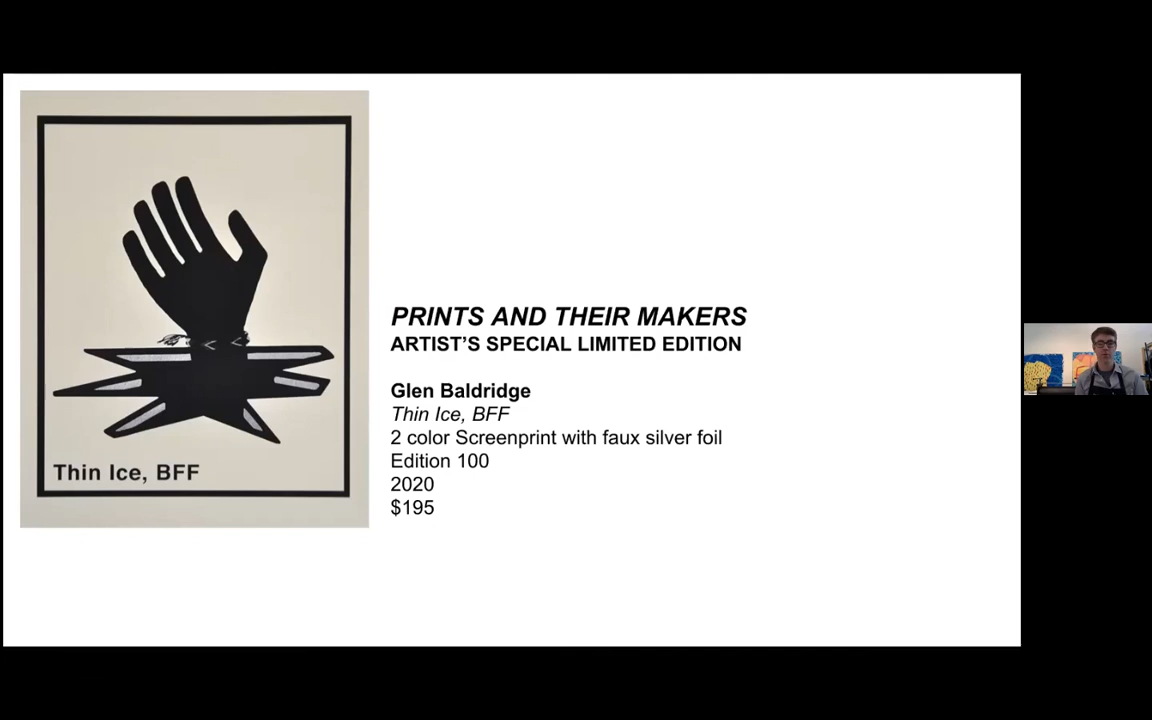 Thin Ice, BFF
PRINTS AND THEIR MAKERS
ARTIST'S SPECIAL LIMITED EDITION
Glen Baldridge
Thin Ice, BFF
2 color Screenprint with faux silver foil
Edition 100
2020
$195